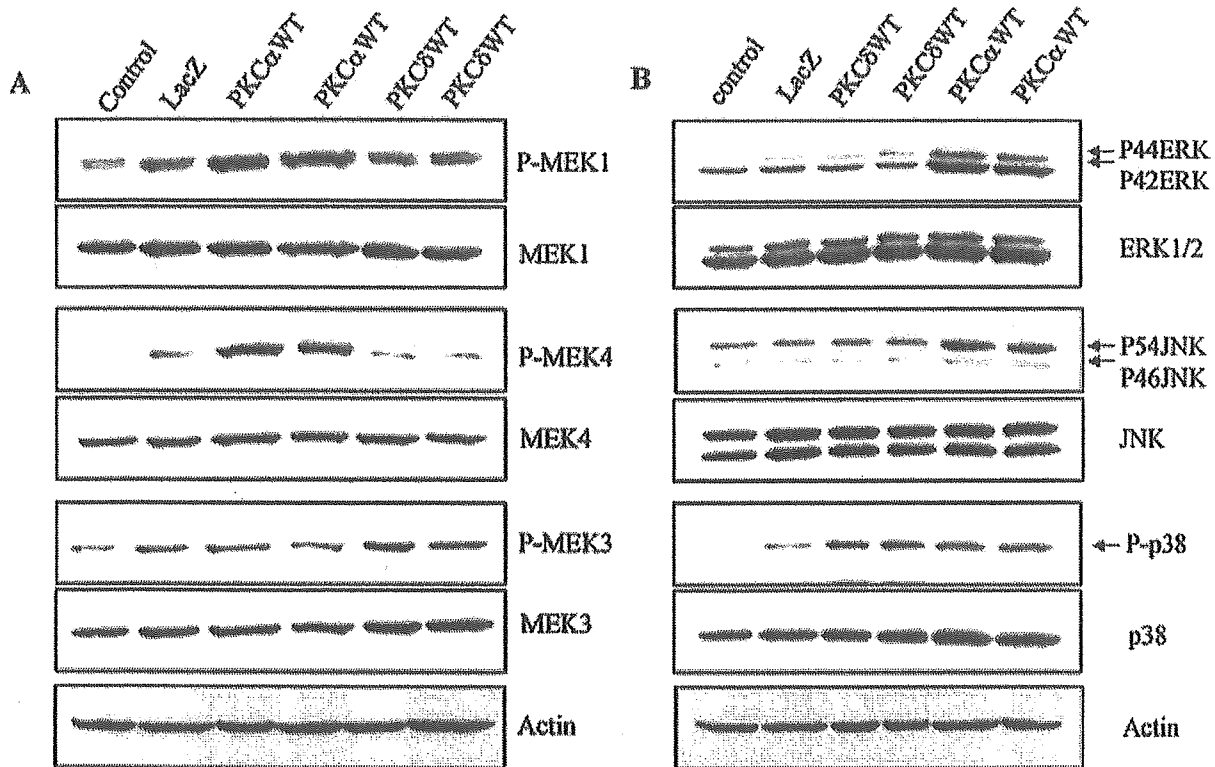 A
Control
LacZ
PKCαWT
PKCαWT
PKCδWT
PKCδWT
P-MEK1
MEK1
P-MEK4
MEK4
P-MEK3
MEK3
Actin
B
control
LacZ
PKCδWT
PKCδWT
PKCαWT
PKCαWT
P44ERK
P42ERK
ERK1/2
P54JNK
P46JNK
JNK
P-p38
p38
Actin